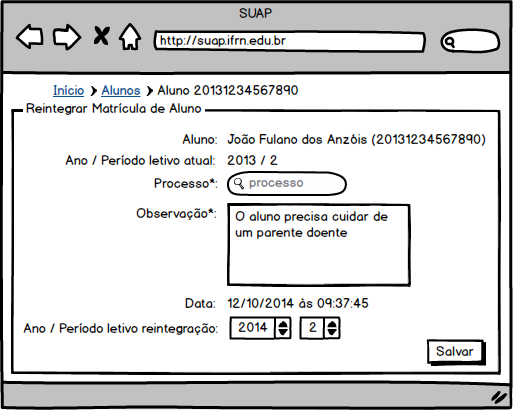 SUAP
http://suap.ifrn.edu.br
Início > Alunos > Aluno 20131234567890
Reintegrar Matrícula de Aluno
Aluno: João Fulano dos Anzóis (20131234567890)
Ano / Período letivo atual: 2013 / 2
Processo*: processo
Observação*: O aluno precisa cuidar de
um parente doente
Data: 12/10/2014 às 09:37:45
Ano / Período letivo reintegração: 2014 2
Salvar